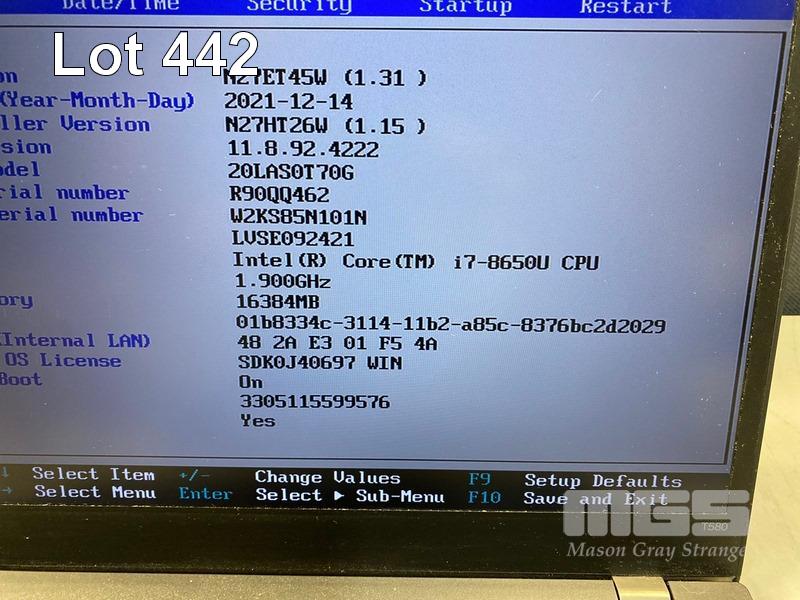 Date/Time Security Startup Restart
Lot 442
on N27ET45W (1.31 )
(Year-Month-Day) 2021-12-14
ller Version N27HT26W (1.15 )
sion 11.8.92.4222
odel 20LAS0T70G
rial number R90QQ462
erial number W2KS85N101N
LVSE092421
Intel(R) Core(TM) i7-8650U CPU
1.900GHz
ory 16384MB
01b8334c-3114-11b2-a85c-8376bc2d2029
(Internal LAN) 48 2A E3 01 F5 4A
OS License SDK0J40697 WIN
Boot On
3305115599576
Yes
↓ Select Item +/- Change Values F9 Setup Defaults
→ Select Menu Enter Select ▶ Sub-Menu F10 Save and Exit
MGS
T580
Mason Gray Strange